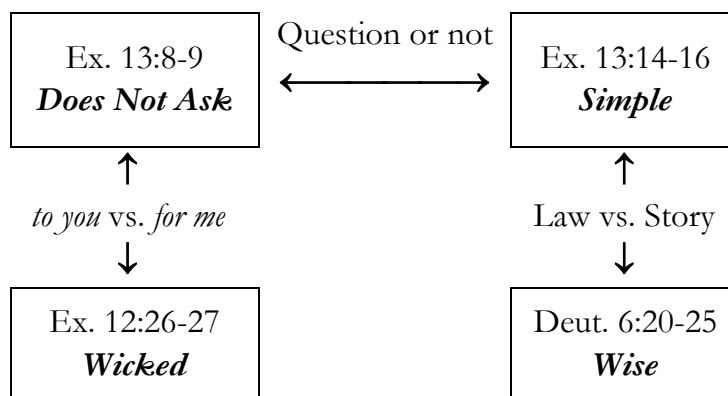 Ex. 13:8-9
Does Not Ask
Question or not
Ex. 13:14-16
Simple
to you vs. for me
Law vs. Story
Ex. 12:26-27
Wicked
Deut. 6:20-25
Wise